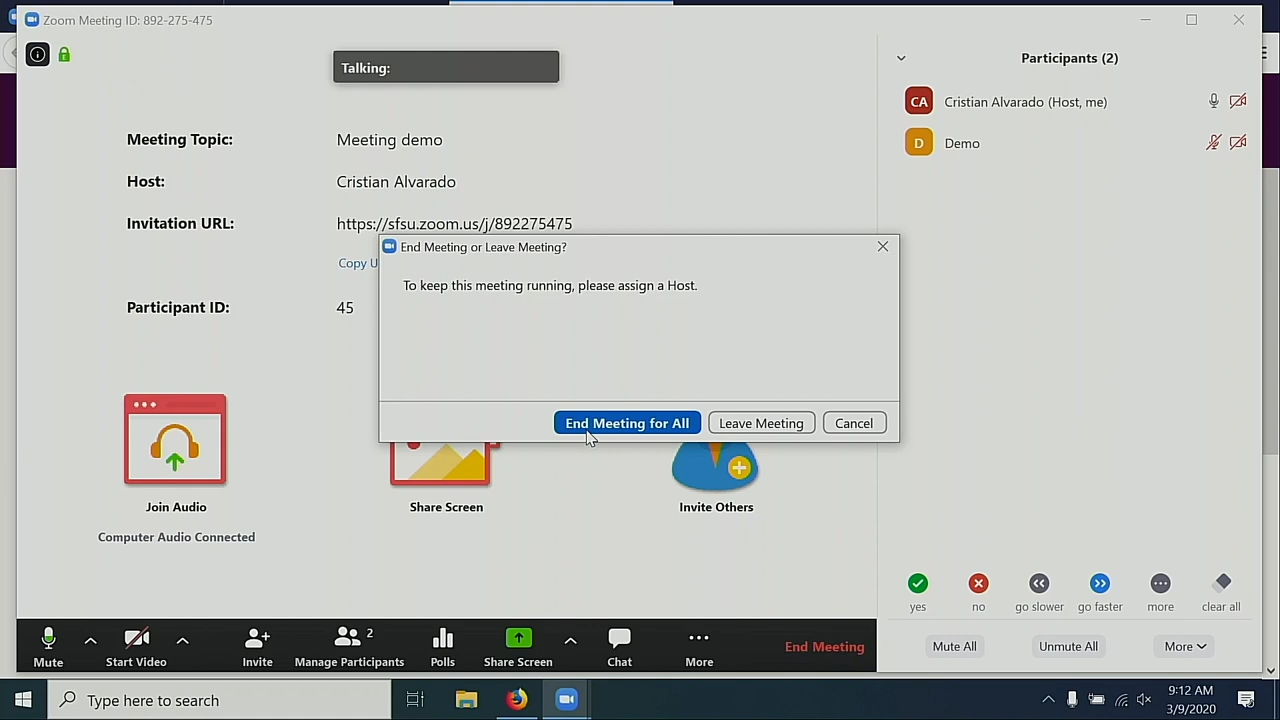 Zoom Meeting ID: 892-275-475
Talking:
Participants (2)
CA Cristian Alvarado (Host, me)
D Demo
Meeting Topic: Meeting demo
Host: Cristian Alvarado
Invitation URL: https://sfsu.zoom.us/j/892275475
Copy U
Participant ID: 45
End Meeting or Leave Meeting?
To keep this meeting running, please assign a Host.
End Meeting for All Leave Meeting Cancel
Join Audio Share Screen Invite Others
Computer Audio Connected
yes no go slower go faster more clear all
Mute Start Video Invite Manage Participants 2 Polls Share Screen Chat More End Meeting
Mute All Unmute All More
Type here to search
9:12 AM
3/9/2020